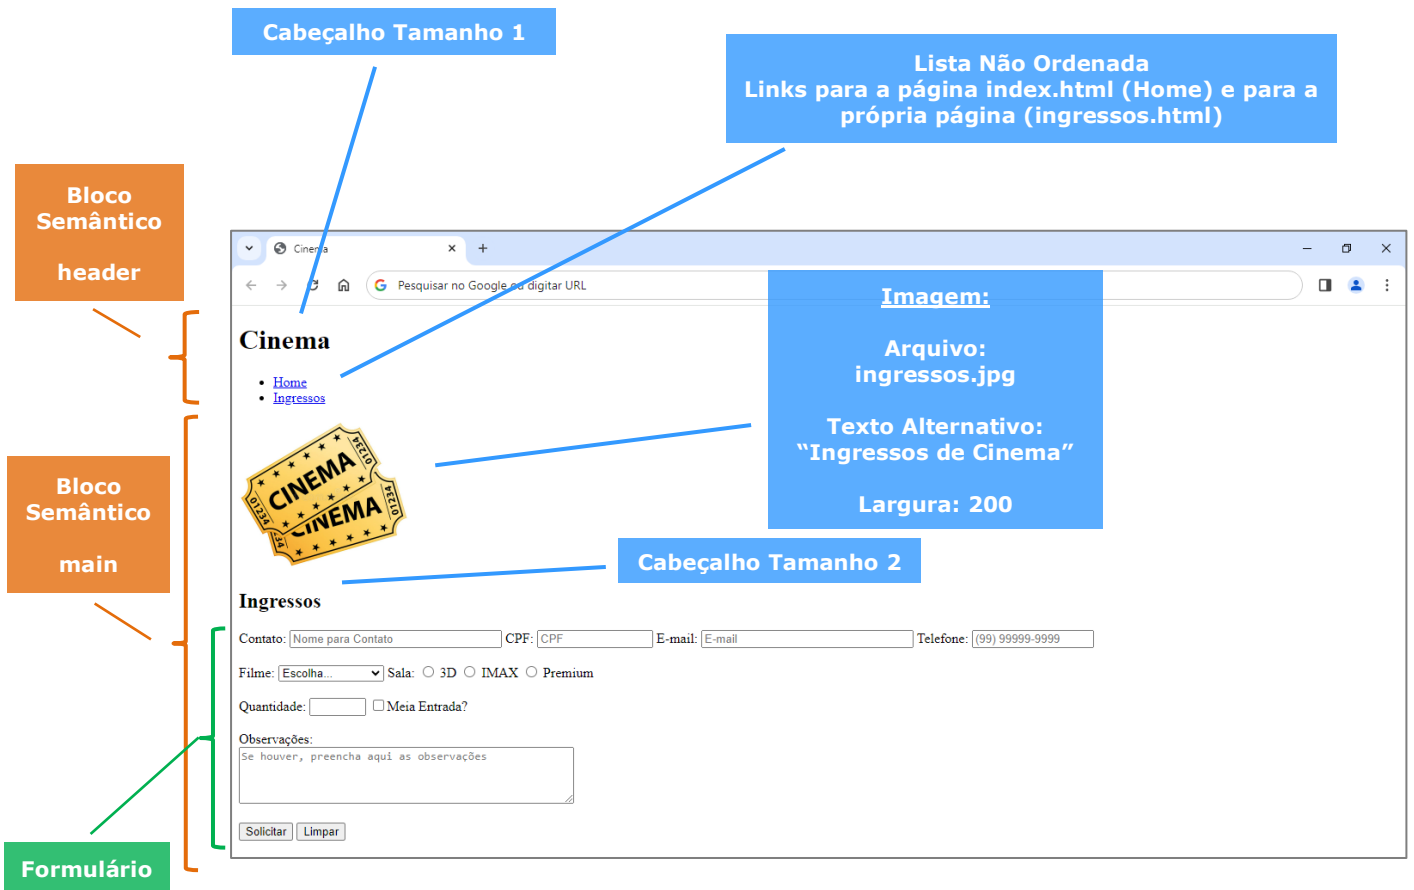 Cabeçalho Tamanho 1
Lista Não Ordenada
Links para a página index.html (Home) e para a
própria página (ingressos.html)
Bloco
Semântico
header
Cinema
Pesquisar no Google ou digitar URL
Imagem:
Arquivo:
ingressos.jpg
Texto Alternativo:
“Ingressos de Cinema”
Largura: 200
Cinema
Home
Ingressos
CINEMA
01234
01234
CINEMA
01234
234
Bloco
Semântico
main
Cabeçalho Tamanho 2
Ingressos
Contato: Nome para Contato CPF: CPF E-mail: E-mail Telefone: (99) 99999-9999
Filme: Escolha... Sala: 3D IMAX Premium
Quantidade: Meia Entrada?
Observações:
Se houver, preencha aqui as observações
Solicitar Limpar
Formulário